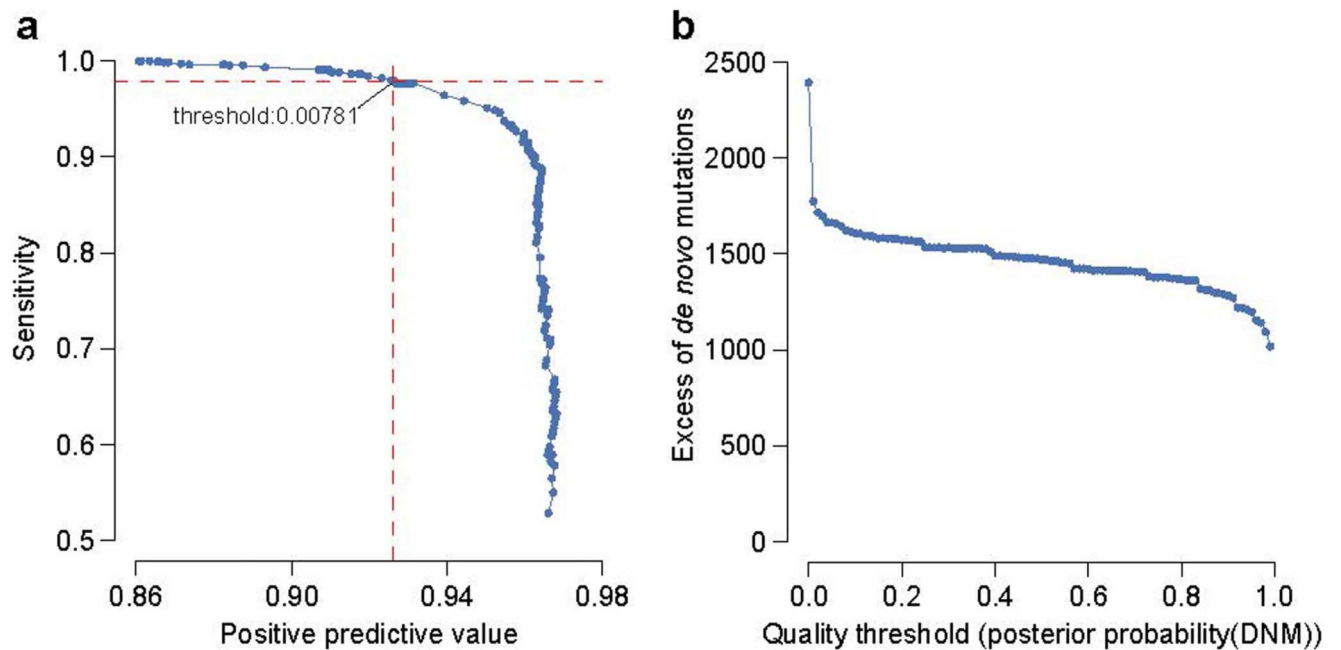 a
1.0
0.9
0.8
0.7
0.6
0.5
Sensitivity
threshold:0.00781
0.86 0.90 0.94 0.98
Positive predictive value
b
2500
2000
1500
1000
500
0
Excess of de novo mutations
0.0 0.2 0.4 0.6 0.8 1.0
Quality threshold (posterior probability(DNM))